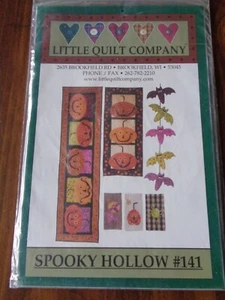 LITTLE QUILT COMPANY
2635 BROOKFIELD RD • BROOKFIELD, WI • 53045
PHONE / FAX • 262-782-2210
www.littlequiltcompany.com
SPOOKY HOLLOW #141